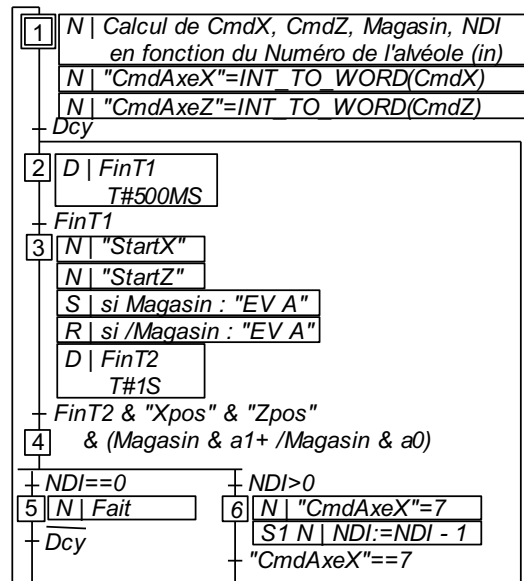 1 N | Calcul de CmdX, CmdZ, Magasin, NDI
en fonction du Numéro de l'alvéole (in)
N | "CmdAxeX"=INT_TO_WORD(CmdX)
N | "CmdAxeZ"=INT_TO_WORD(CmdZ)
Dcy
2 D | FinT1
T#500MS
FinT1
3 N | "StartX"
N | "StartZ"
S | si Magasin : "EV A"
R | si /Magasin : "EV A"
D | FinT2
T#1S
FinT2 & "Xpos" & "Zpos"
4 & (Magasin & a1+ /Magasin & a0)
NDI==0 NDI>0
5 N | Fait 6 N | "CmdAxeX"=7
S1 N | NDI:=NDI - 1
Dcy "CmdAxeX"==7